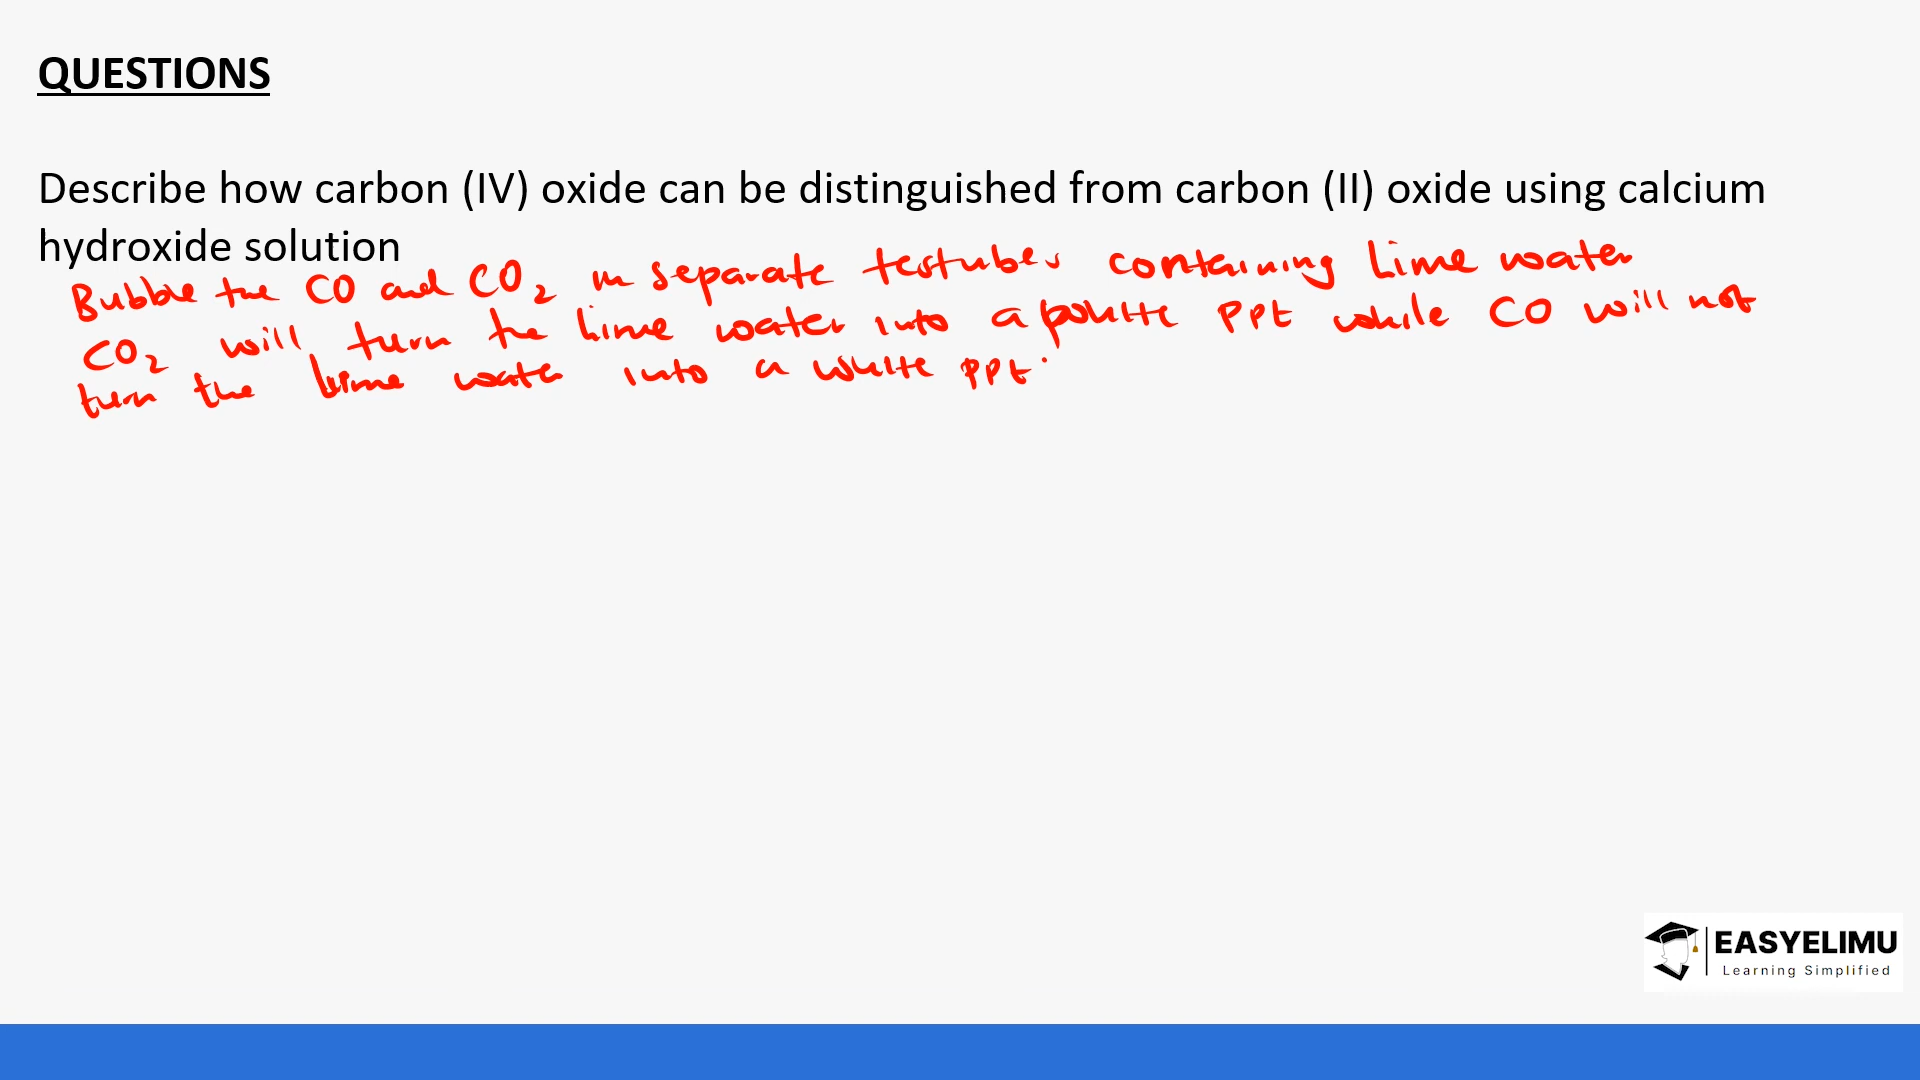 QUESTIONS
Describe how carbon (IV) oxide can be distinguished from carbon (II) oxide using calcium
hydroxide solution
Bubble the CO and CO2 in separate testubes containing Lime water
CO2 will turn the lime water into a white ppt while CO will not
turn the lime water into a white ppt.
EASYELIMU
Learning Simplified